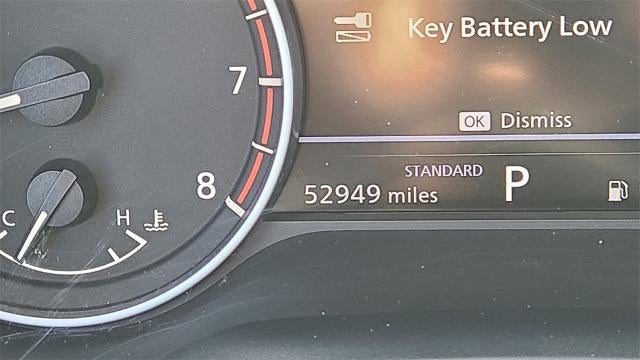 Key Battery Low
7
OK Dismiss
STANDARD
8
52949 miles P
C H